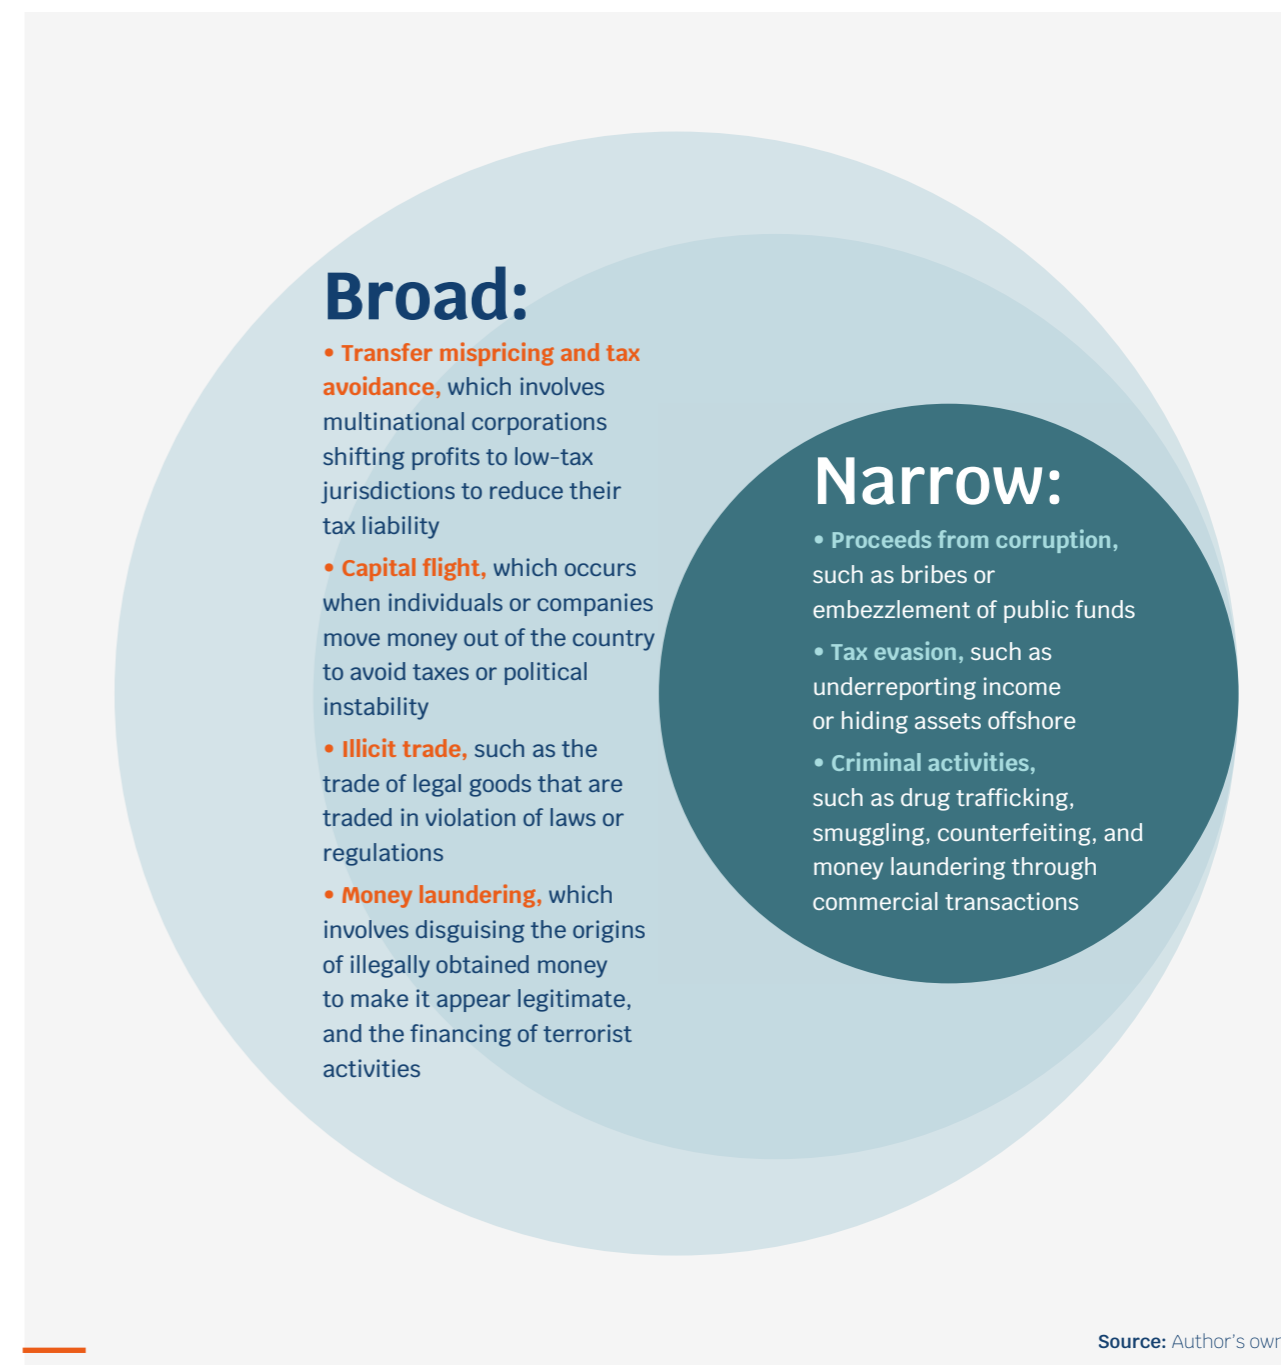 Broad:
• Transfer mispricing and tax
avoidance, which involves
multinational corporations
shifting profits to low-tax
jurisdictions to reduce their
tax liability
• Capital flight, which occurs
when individuals or companies
move money out of the country
to avoid taxes or political
instability
• Illicit trade, such as the
trade of legal goods that are
traded in violation of laws or
regulations
• Money laundering, which
involves disguising the origins
of illegally obtained money
to make it appear legitimate,
and the financing of terrorist
activities
Narrow:
• Proceeds from corruption,
such as bribes or
embezzlement of public funds
• Tax evasion, such as
underreporting income
or hiding assets offshore
• Criminal activities,
such as drug trafficking,
smuggling, counterfeiting, and
money laundering through
commercial transactions
Source: Author's own